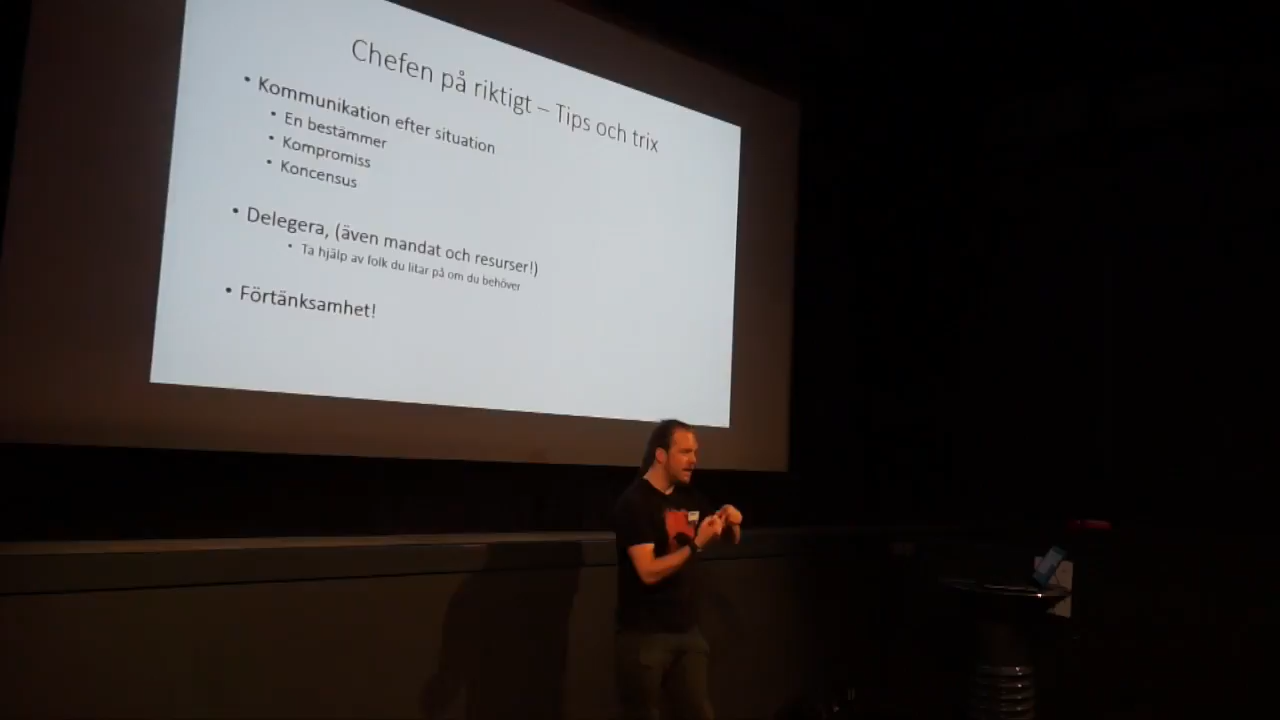 Chefen på riktigt – Tips och trix
• Kommunikation efter situation
• En bestämmer
• Kompromiss
• Koncensus
• Delegera, (även mandat och resurser!)
• Ta hjälp av folk du litar på om du behöver
• Förtänksamhet!